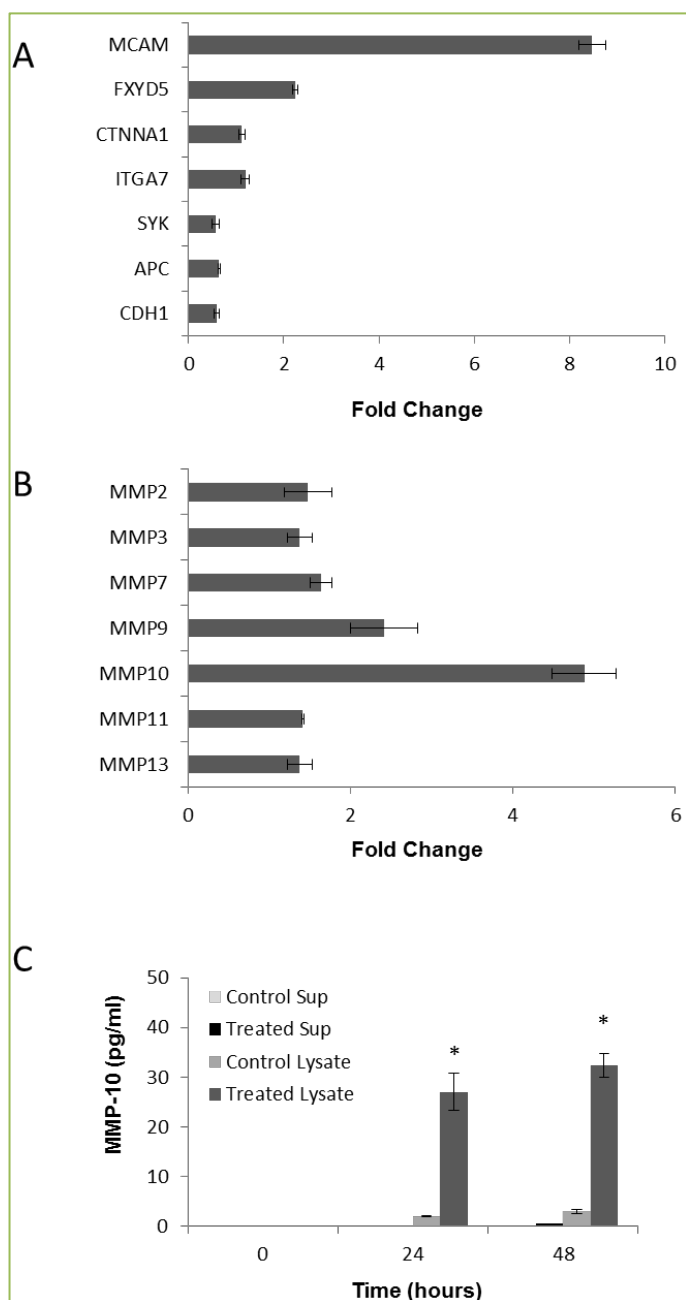 A
MCAM
FXYD5
CTNNA1
ITGA7
SYK
APC
CDH1
0 2 4 6 8 10
Fold Change
B
MMP2
MMP3
MMP7
MMP9
MMP10
MMP11
MMP13
0 2 4 6
Fold Change
C
MMP-10 (pg/ml)
50
40
30
20
10
0
Control Sup
Treated Sup
Control Lysate
Treated Lysate
* *
0 24 48
Time (hours)